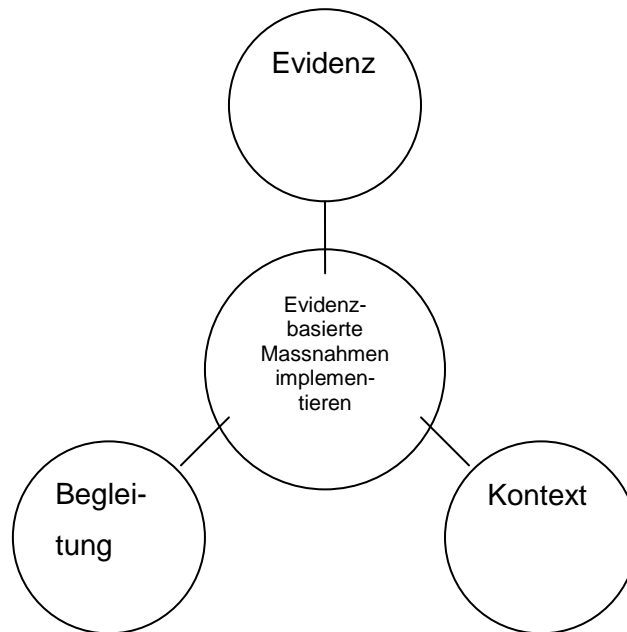 Evidenz
Evidenz-
basierte
Massnahmen
implemen-
tieren
Beglei-
tung
Kontext